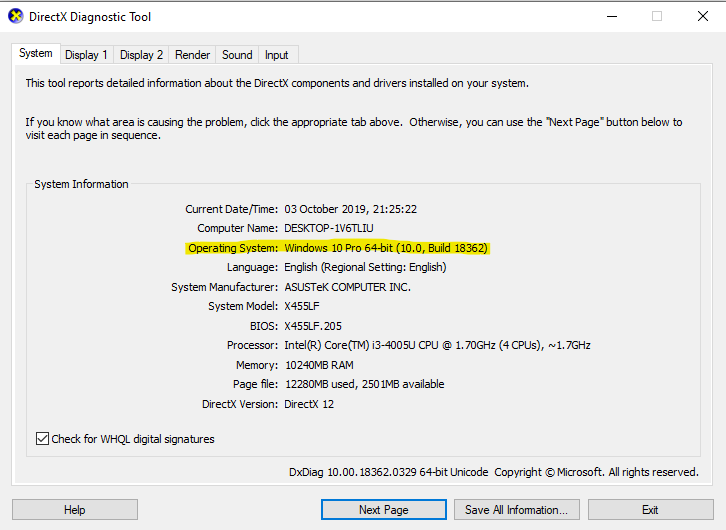 DirectX Diagnostic Tool
System Display 1 Display 2 Render Sound Input
This tool reports detailed information about the DirectX components and drivers installed on your system.
If you know what area is causing the problem, click the appropriate tab above. Otherwise, you can use the "Next Page" button below to
visit each page in sequence.
System Information
Current Date/Time: 03 October 2019, 21:25:22
Computer Name: DESKTOP-1V6TLIU
Operating System: Windows 10 Pro 64-bit (10.0, Build 18362)
Language: English (Regional Setting: English)
System Manufacturer: ASUSTeK COMPUTER INC.
System Model: X455LF
BIOS: X455LF.205
Processor: Intel(R) Core(TM) i3-4005U CPU @ 1.70GHz (4 CPUs), ~1.7GHz
Memory: 10240MB RAM
Page file: 12280MB used, 2501MB available
DirectX Version: DirectX 12
Check for WHQL digital signatures
DxDiag 10.00.18362.0329 64-bit Unicode Copyright © Microsoft. All rights reserved.
Help Next Page Save All Information... Exit